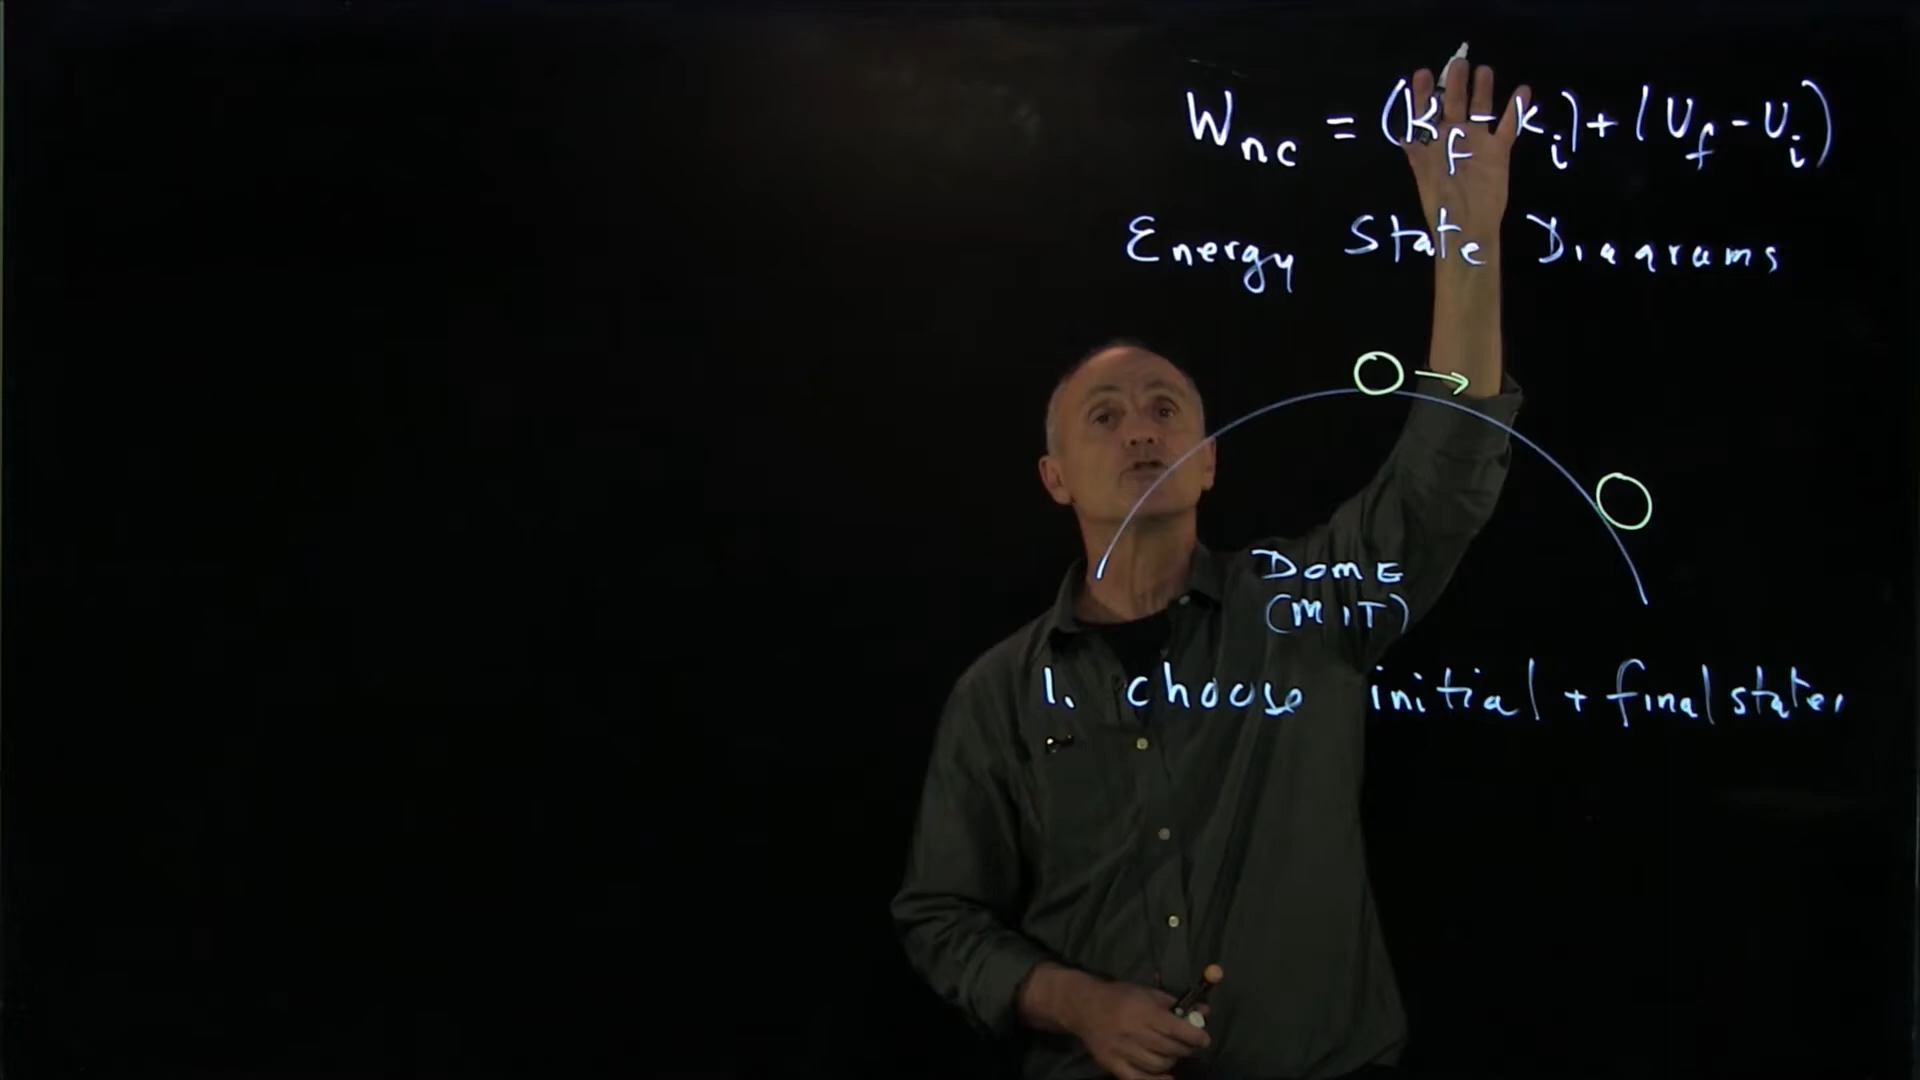 Wnc = (Kf - Ki) + (Uf - Ui)
Energy State Diagrams
DOME
(MIT)
1. choose initial + final states